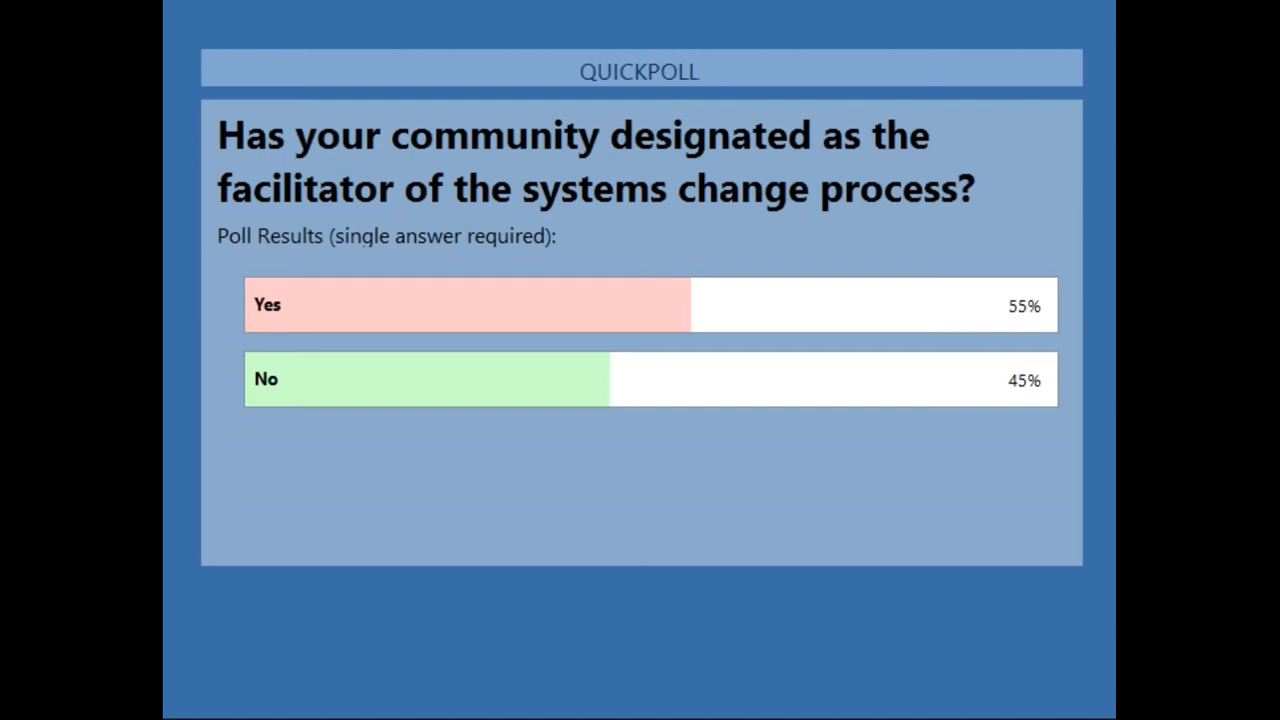 QUICKPOLL
Has your community designated as the
facilitator of the systems change process?
Poll Results (single answer required):
Yes 55%
No 45%